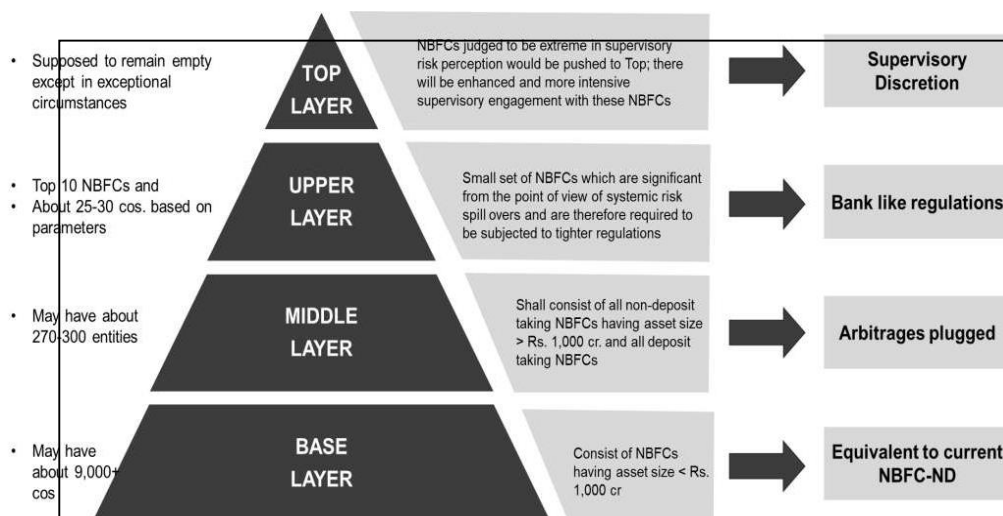 • Supposed to remain empty
except in exceptional
circumstances
TOP
LAYER
NBFCs judged to be extreme in supervisory
risk perception would be pushed to Top; there
will be enhanced and more intensive
supervisory engagement with these NBFCs
Supervisory
Discretion
• Top 10 NBFCs and
• About 25-30 cos. based on
parameters
UPPER
LAYER
Small set of NBFCs which are significant
from the point of view of systemic risk
spill overs and are therefore required to
be subjected to tighter regulations
Bank like regulations
• May have about
270-300 entities
MIDDLE
LAYER
Shall consist of all non-deposit
taking NBFCs having asset size
> Rs. 1,000 cr. and all deposit
taking NBFCs
Arbitrages plugged
• May have
about 9,000+
cos
BASE
LAYER
Consist of NBFCs
having asset size < Rs.
1,000 cr
Equivalent to current
NBFC-ND